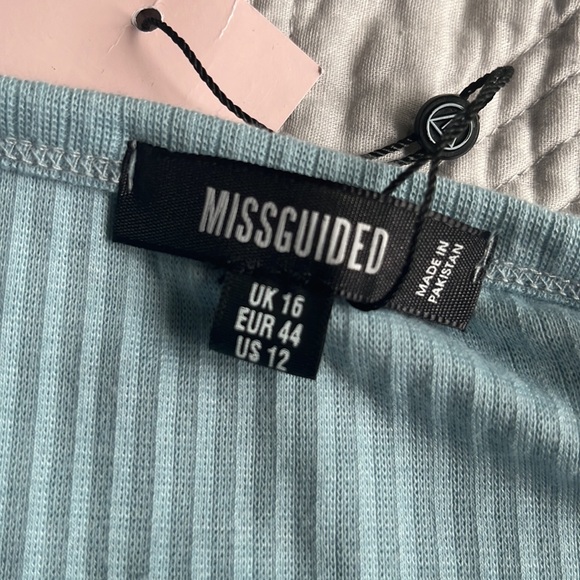 MISSGUIDED
MADE IN
PAKISTAN
UK 16
EUR 44
US 12